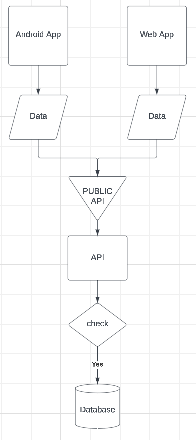 Android App
Web App
Data
Data
PUBLIC
API
API
check
Yes
Database